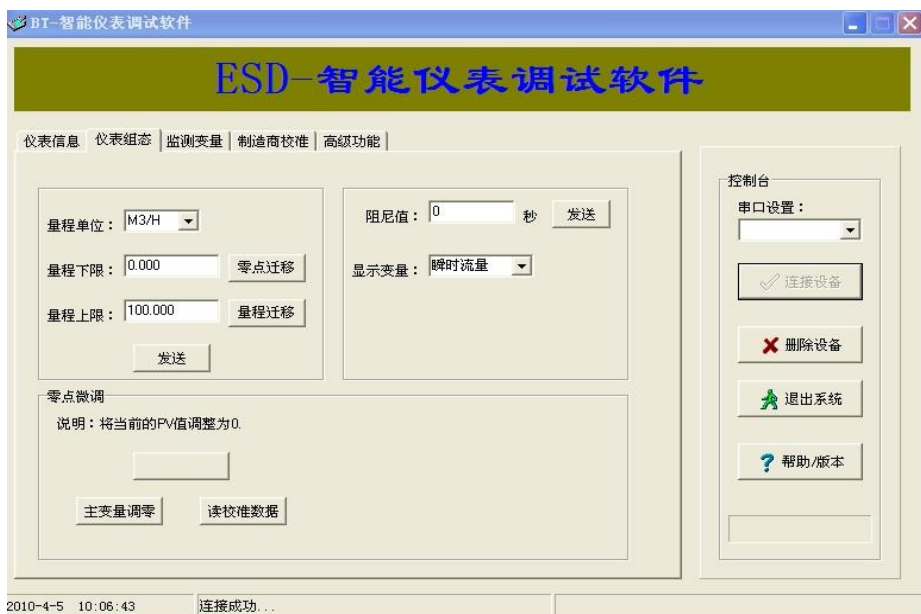 BT-智能仪表调试软件
ESD-智能仪表调试软件
仪表信息 仪表组态 监测变量 制造商校准 高级功能
量程单位： M3/H
量程下限： 0.000 零点迁移
量程上限： 100.000 量程迁移
发送
阻尼值： 0 秒 发送
显示变量： 瞬时流量
零点微调
说明：将当前的PV值调整为0.
主变量调零 读校准数据
控制台
串口设置：
连接设备
删除设备
退出系统
帮助/版本
2010-4-5 10:06:43 连接成功...